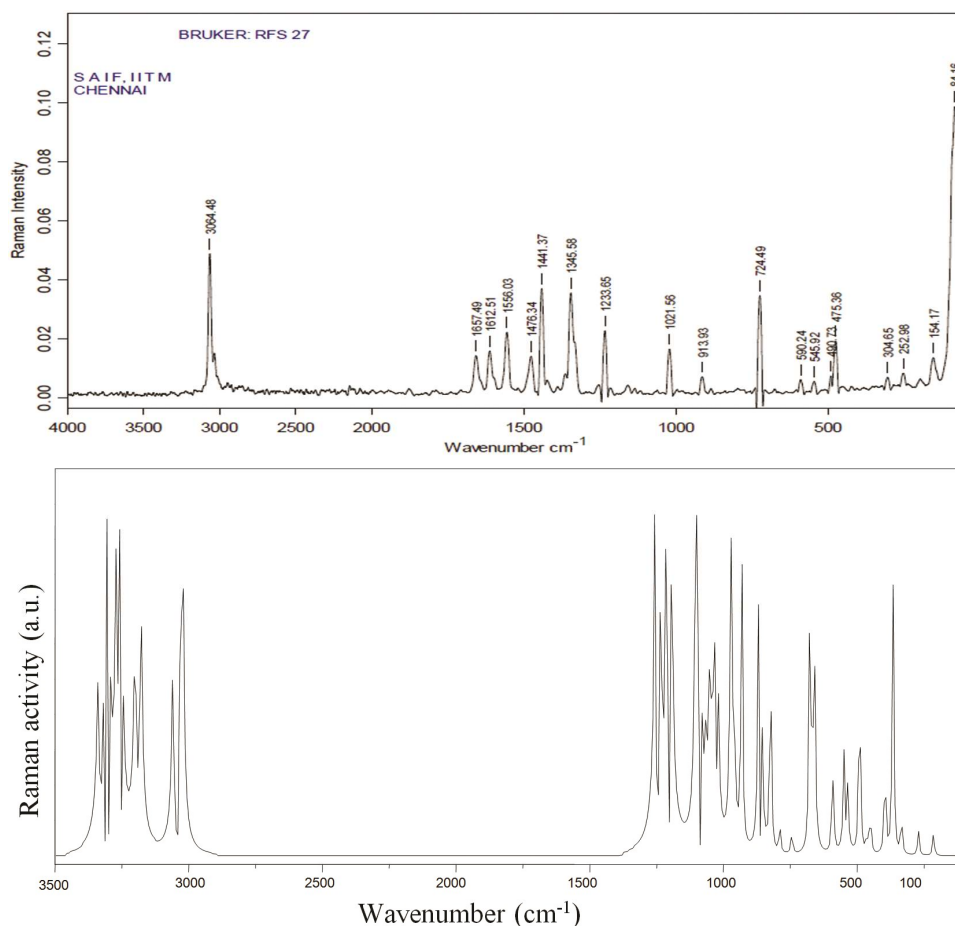 BRUKER: RFS 27
S A I F, I I T M
CHENNAI
Raman Intensity
0.12
0.10
0.08
0.06
0.04
0.02
0.00
3064.48
1657.49
1612.51
1556.03
1476.34
1441.37
1345.58
1233.65
1021.56
913.93
724.49
590.24
545.92
490.73
475.36
304.65
252.98
154.17
84.16
4000 3500 3000 2500 2000 1500 1000 500
Wavenumber cm-1
Raman activity (a.u.)
3500 3000 2500 2000 1500 1000 500 100
Wavenumber (cm-1)